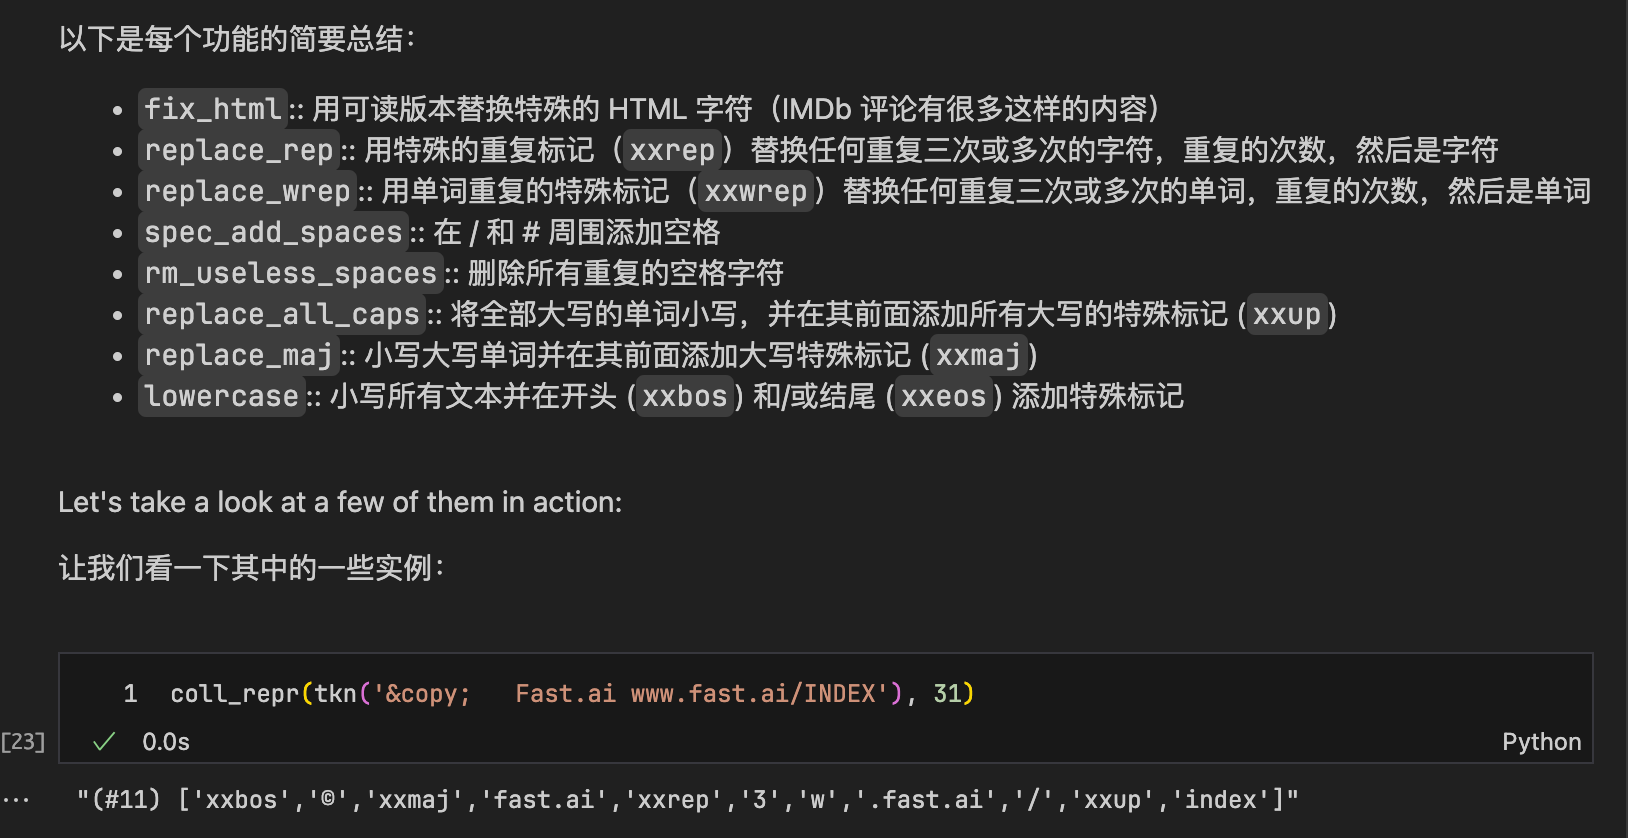 以下是每个功能的简要总结：
• fix_html:: 用可读版本替换特殊的 HTML 字符（IMDb 评论有很多这样的内容）
• replace_rep:: 用特殊的重复标记（xxrep）替换任何重复三次或多次的字符，重复的次数，然后是字符
• replace_wrep:: 用单词重复的特殊标记（xxwrep）替换任何重复三次或多次的单词，重复的次数，然后是单词
• spec_add_spaces:: 在 / 和 # 周围添加空格
• rm_useless_spaces:: 删除所有重复的空格字符
• replace_all_caps:: 将全部大写的单词小写，并在其前面添加所有大写的特殊标记 (xxup)
• replace_maj:: 小写大写单词并在其前面添加大写特殊标记 (xxmaj)
• lowercase:: 小写所有文本并在开头 (xxbos) 和/或结尾 (xxeos) 添加特殊标记
Let's take a look at a few of them in action:
让我们看一下其中的一些实例：
1 coll_repr(tkn('&copy;   Fast.ai www.fast.ai/INDEX'), 31)
[23] ✓ 0.0s Python
... "(#11) ['xxbos','©','xxmaj','fast.ai','xxrep','3','w','.fast.ai','/','xxup','index']"